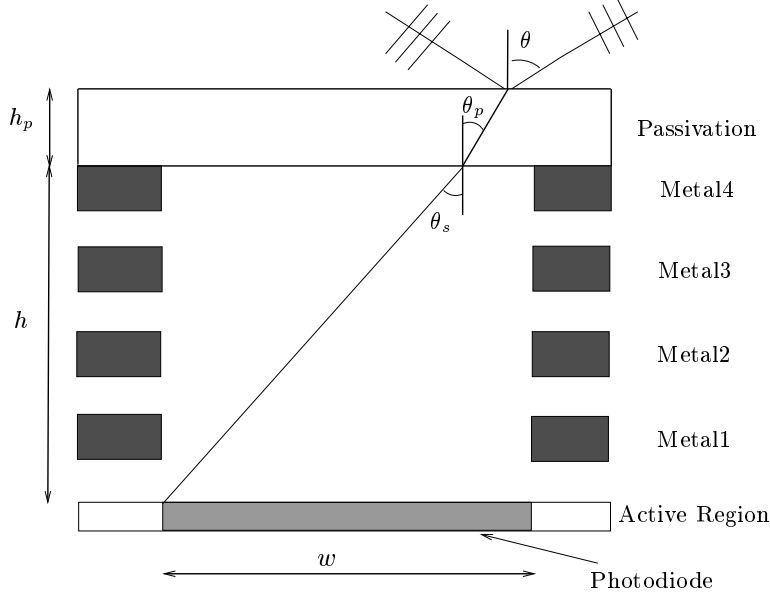 θ
h_p
θ_p
Passivation
Metal4
θ_s
Metal3
h
Metal2
Metal1
Active Region
w
Photodiode